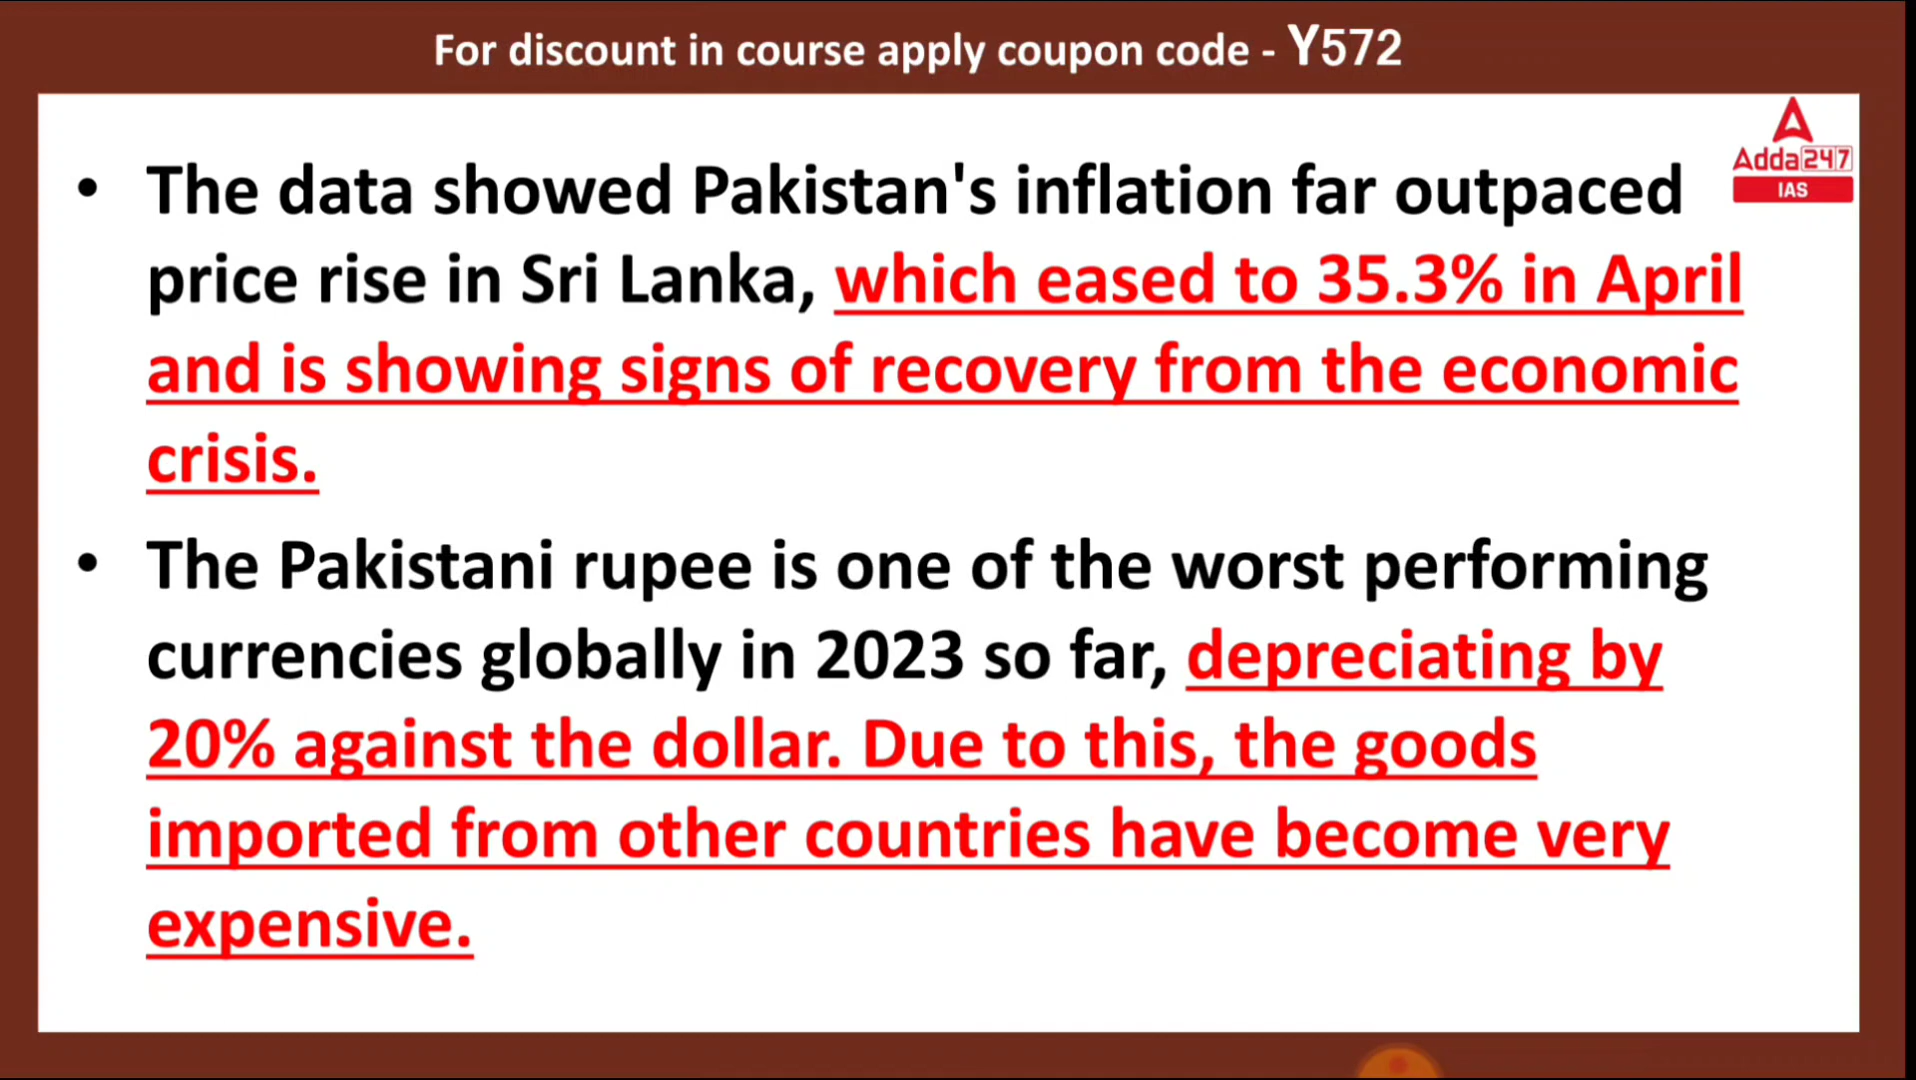 For discount in course apply coupon code - Y572
Adda247
IAS
• The data showed Pakistan's inflation far outpaced
price rise in Sri Lanka, which eased to 35.3% in April
and is showing signs of recovery from the economic
crisis.
• The Pakistani rupee is one of the worst performing
currencies globally in 2023 so far, depreciating by
20% against the dollar. Due to this, the goods
imported from other countries have become very
expensive.